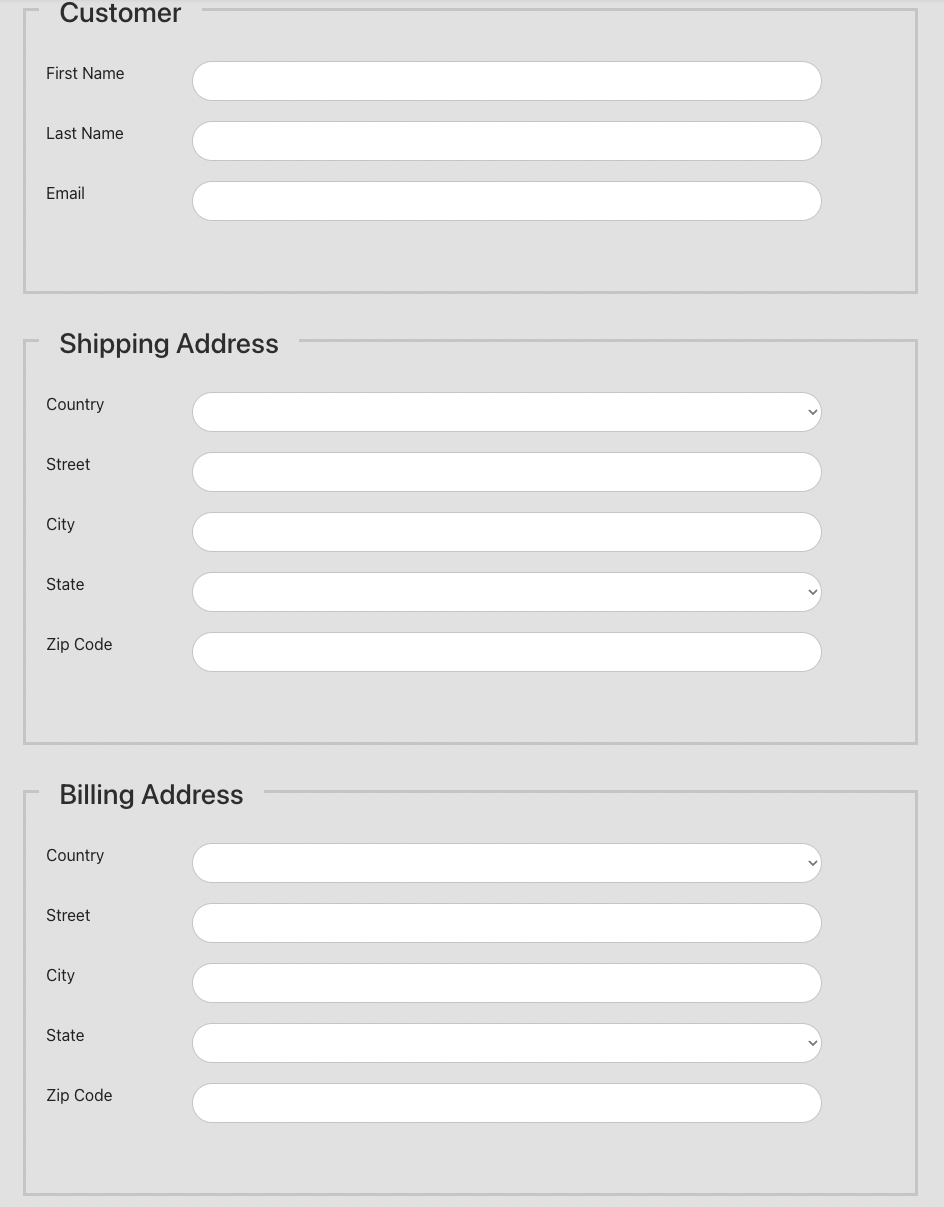 Customer
First Name
Last Name
Email
Shipping Address
Country
Street
City
State
Zip Code
Billing Address
Country
Street
City
State
Zip Code